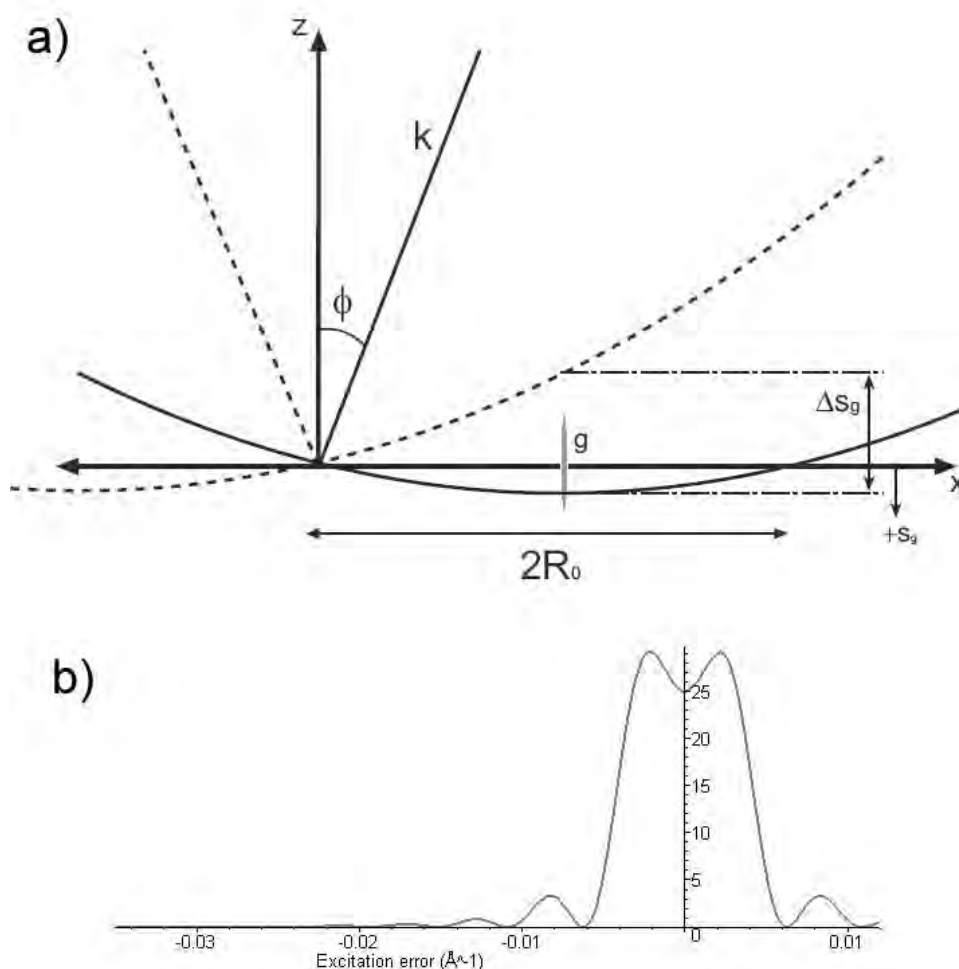 a)
z
k
ϕ
ΔSg
g
x
+Sg
2R₀
b)
25
20
15
10
5
-0.03
-0.02
-0.01
0
0.01
Excitation error (Å^-1)